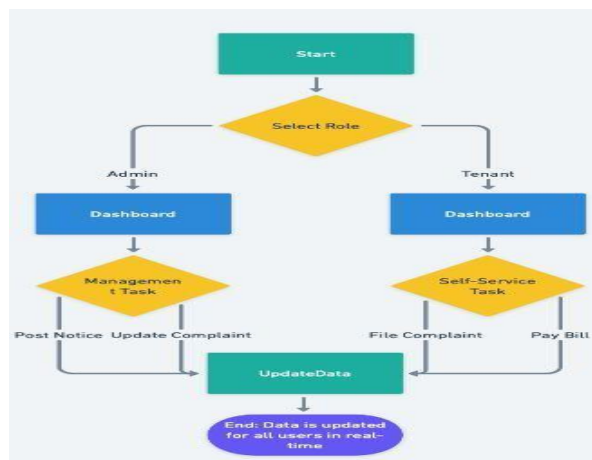 Start
Select Role
Admin
Tenant
Dashboard
Dashboard
Managemen
t Task
Self-Service
Task
Post Notice
Update Complaint
File Complaint
Pay Bill
UpdateData
End: Data is updated
for all users in real-
time